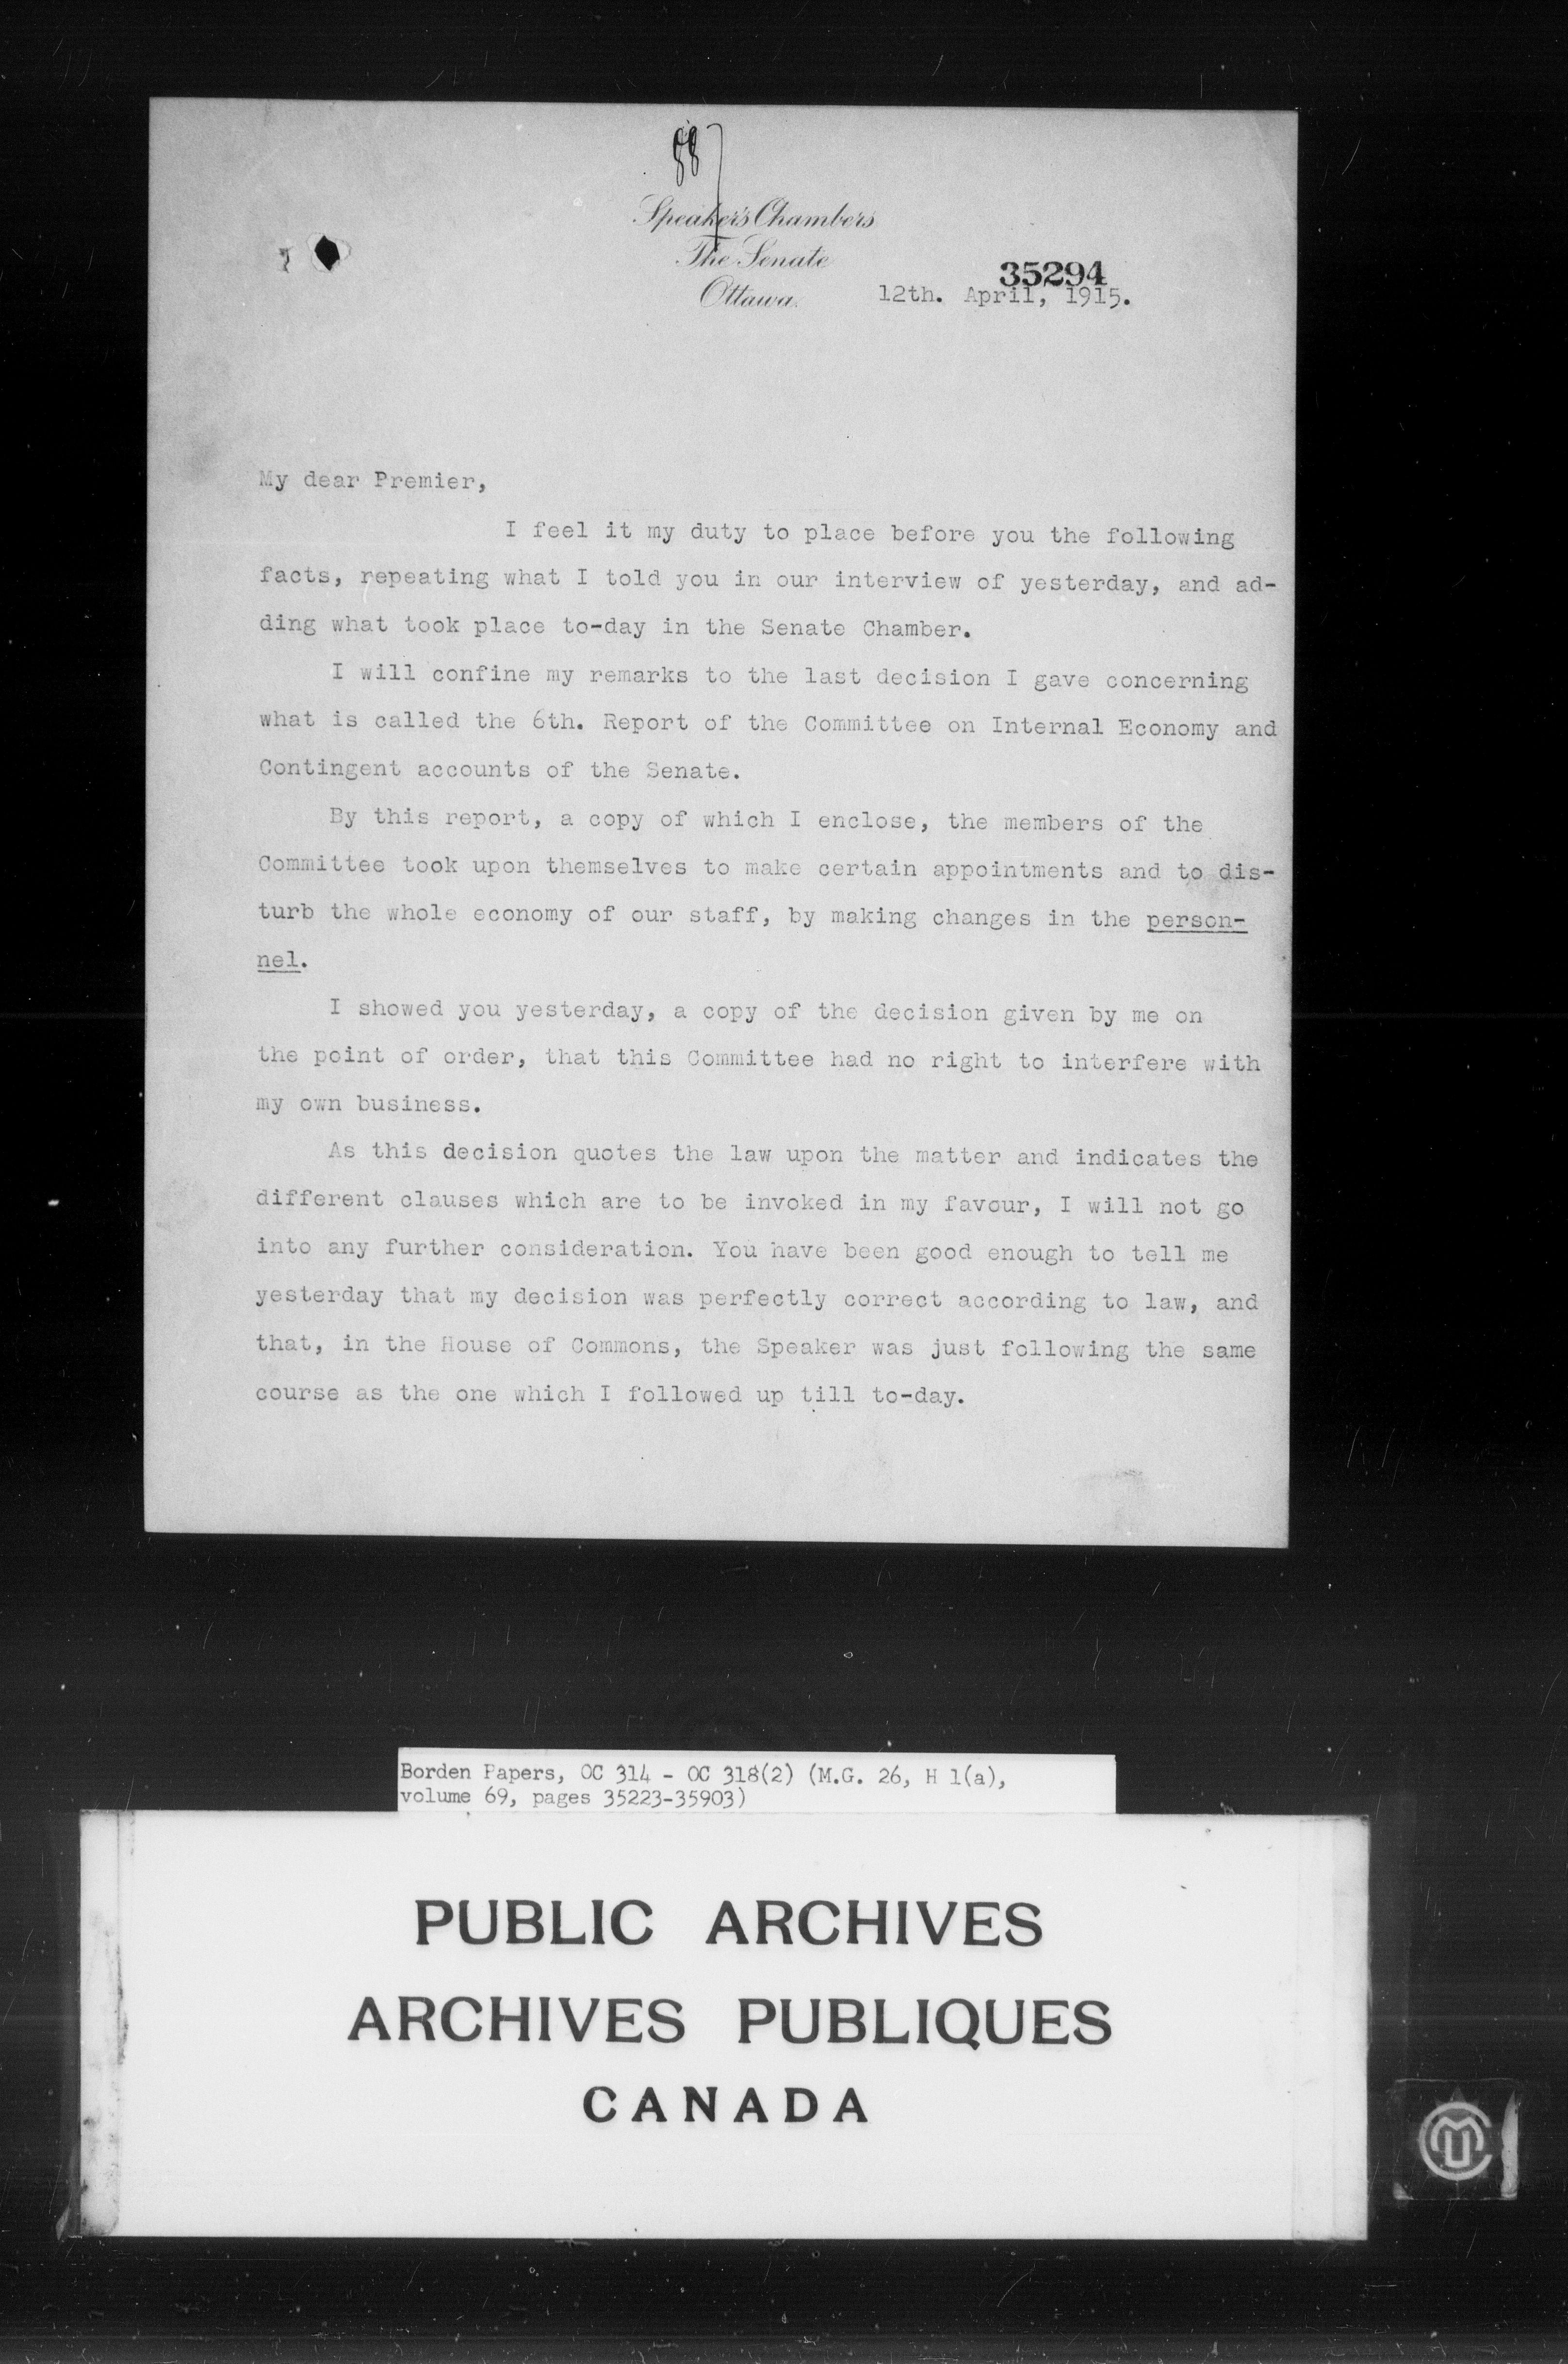 88
Speaker's Chambers
The Senate
Ottawa.
35294
12th. April, 1915.
My dear Premier,
I feel it my duty to place before you the following
facts, repeating what I told you in our interview of yesterday, and ad-
ding what took place to-day in the Senate Chamber.
I will confine my remarks to the last decision I gave concerning
what is called the 6th. Report of the Committee on Internal Economy and
Contingent accounts of the Senate.
By this report, a copy of which I enclose, the members of the
Committee took upon themselves to make certain appointments and to dis-
turb the whole economy of our staff, by making changes in the person-
nel.
I showed you yesterday, a copy of the decision given by me on
the point of order, that this Committee had no right to interfere with
my own business.
As this decision quotes the law upon the matter and indicates the
different clauses which are to be invoked in my favour, I will not go
into any further consideration. You have been good enough to tell me
yesterday that my decision was perfectly correct according to law, and
that, in the House of Commons, the Speaker was just following the same
course as the one which I followed up till to-day.
Borden Papers, OC 314 - OC 318(2) (M.G. 26, H 1(a),
volume 69, pages 35223-35903)
PUBLIC ARCHIVES
ARCHIVES PUBLIQUES
CANADA